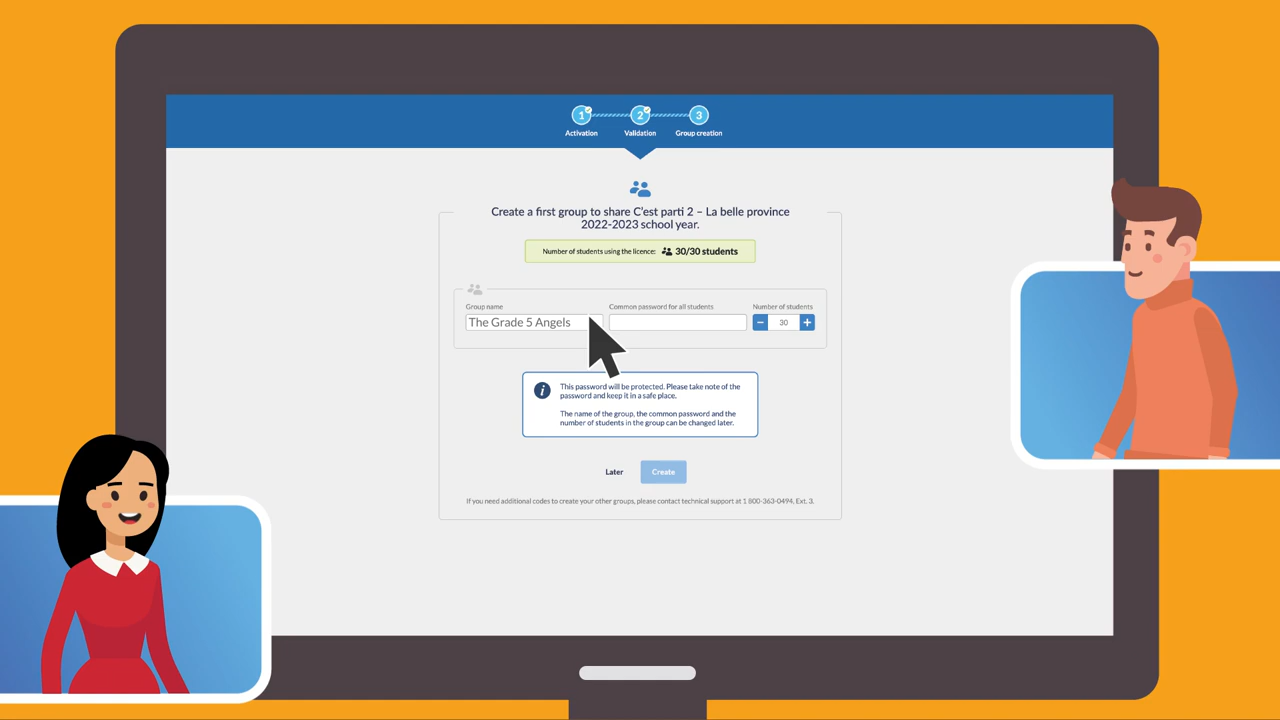 1 2 3
Activation Validation Group creation
Create a first group to share C'est parti 2 – La belle province
2022-2023 school year.
Number of students using the licence: 30/30 students
Group name Common password for all students Number of students
The Grade 5 Angels − 30 +
i
This password will be protected. Please take note of the
password and keep it in a safe place.
The name of the group, the common password and the
number of students in the group can be changed later.
Later Create
If you need additional codes to create your other groups, please contact technical support at 1 800-363-0494. Ext. 3.